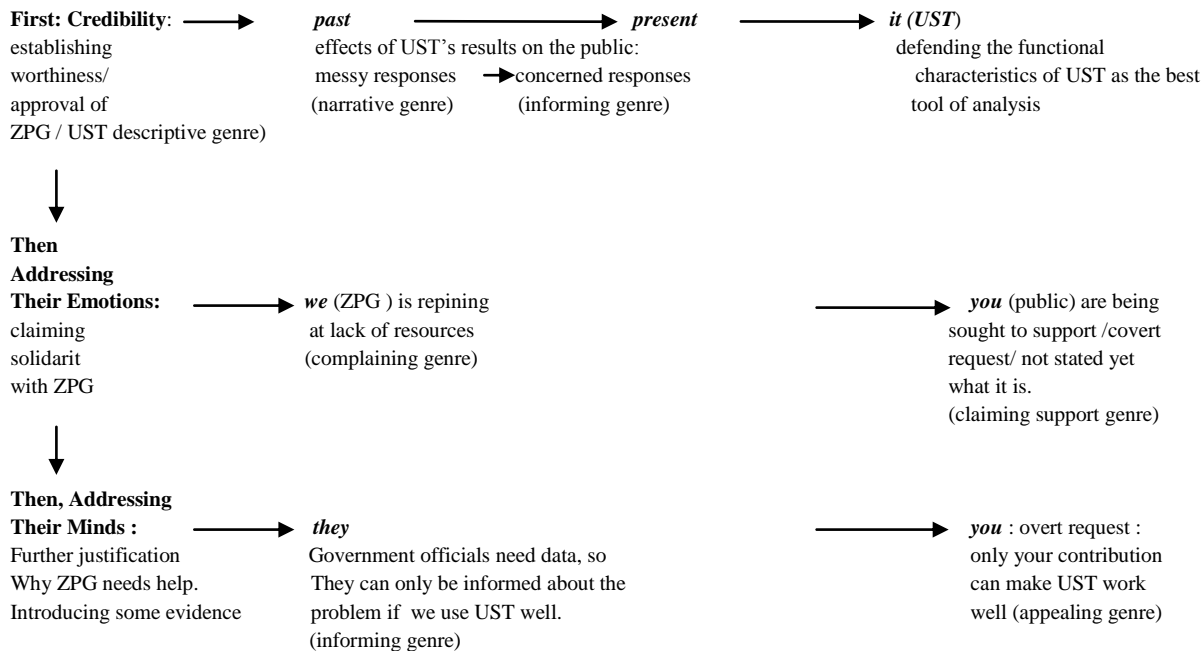 First: Credibility: past present it (UST)
establishing effects of UST’s results on the public: defending the functional
worthiness/ messy responses concerned responses characteristics of UST as the best
approval of (narrative genre) (informing genre) tool of analysis
ZPG / UST descriptive genre)
Then
Addressing
Their Emotions: we (ZPG ) is repining you (public) are being
claiming at lack of resources sought to support /covert
solidarit (complaining genre) request/ not stated yet
with ZPG what it is.
(claiming support genre)
Then, Addressing
Their Minds : they you : overt request :
Further justification Government officials need data, so only your contribution
Why ZPG needs help. They can only be informed about the can make UST work
Introducing some evidence problem if we use UST well. well (appealing genre)
(informing genre)